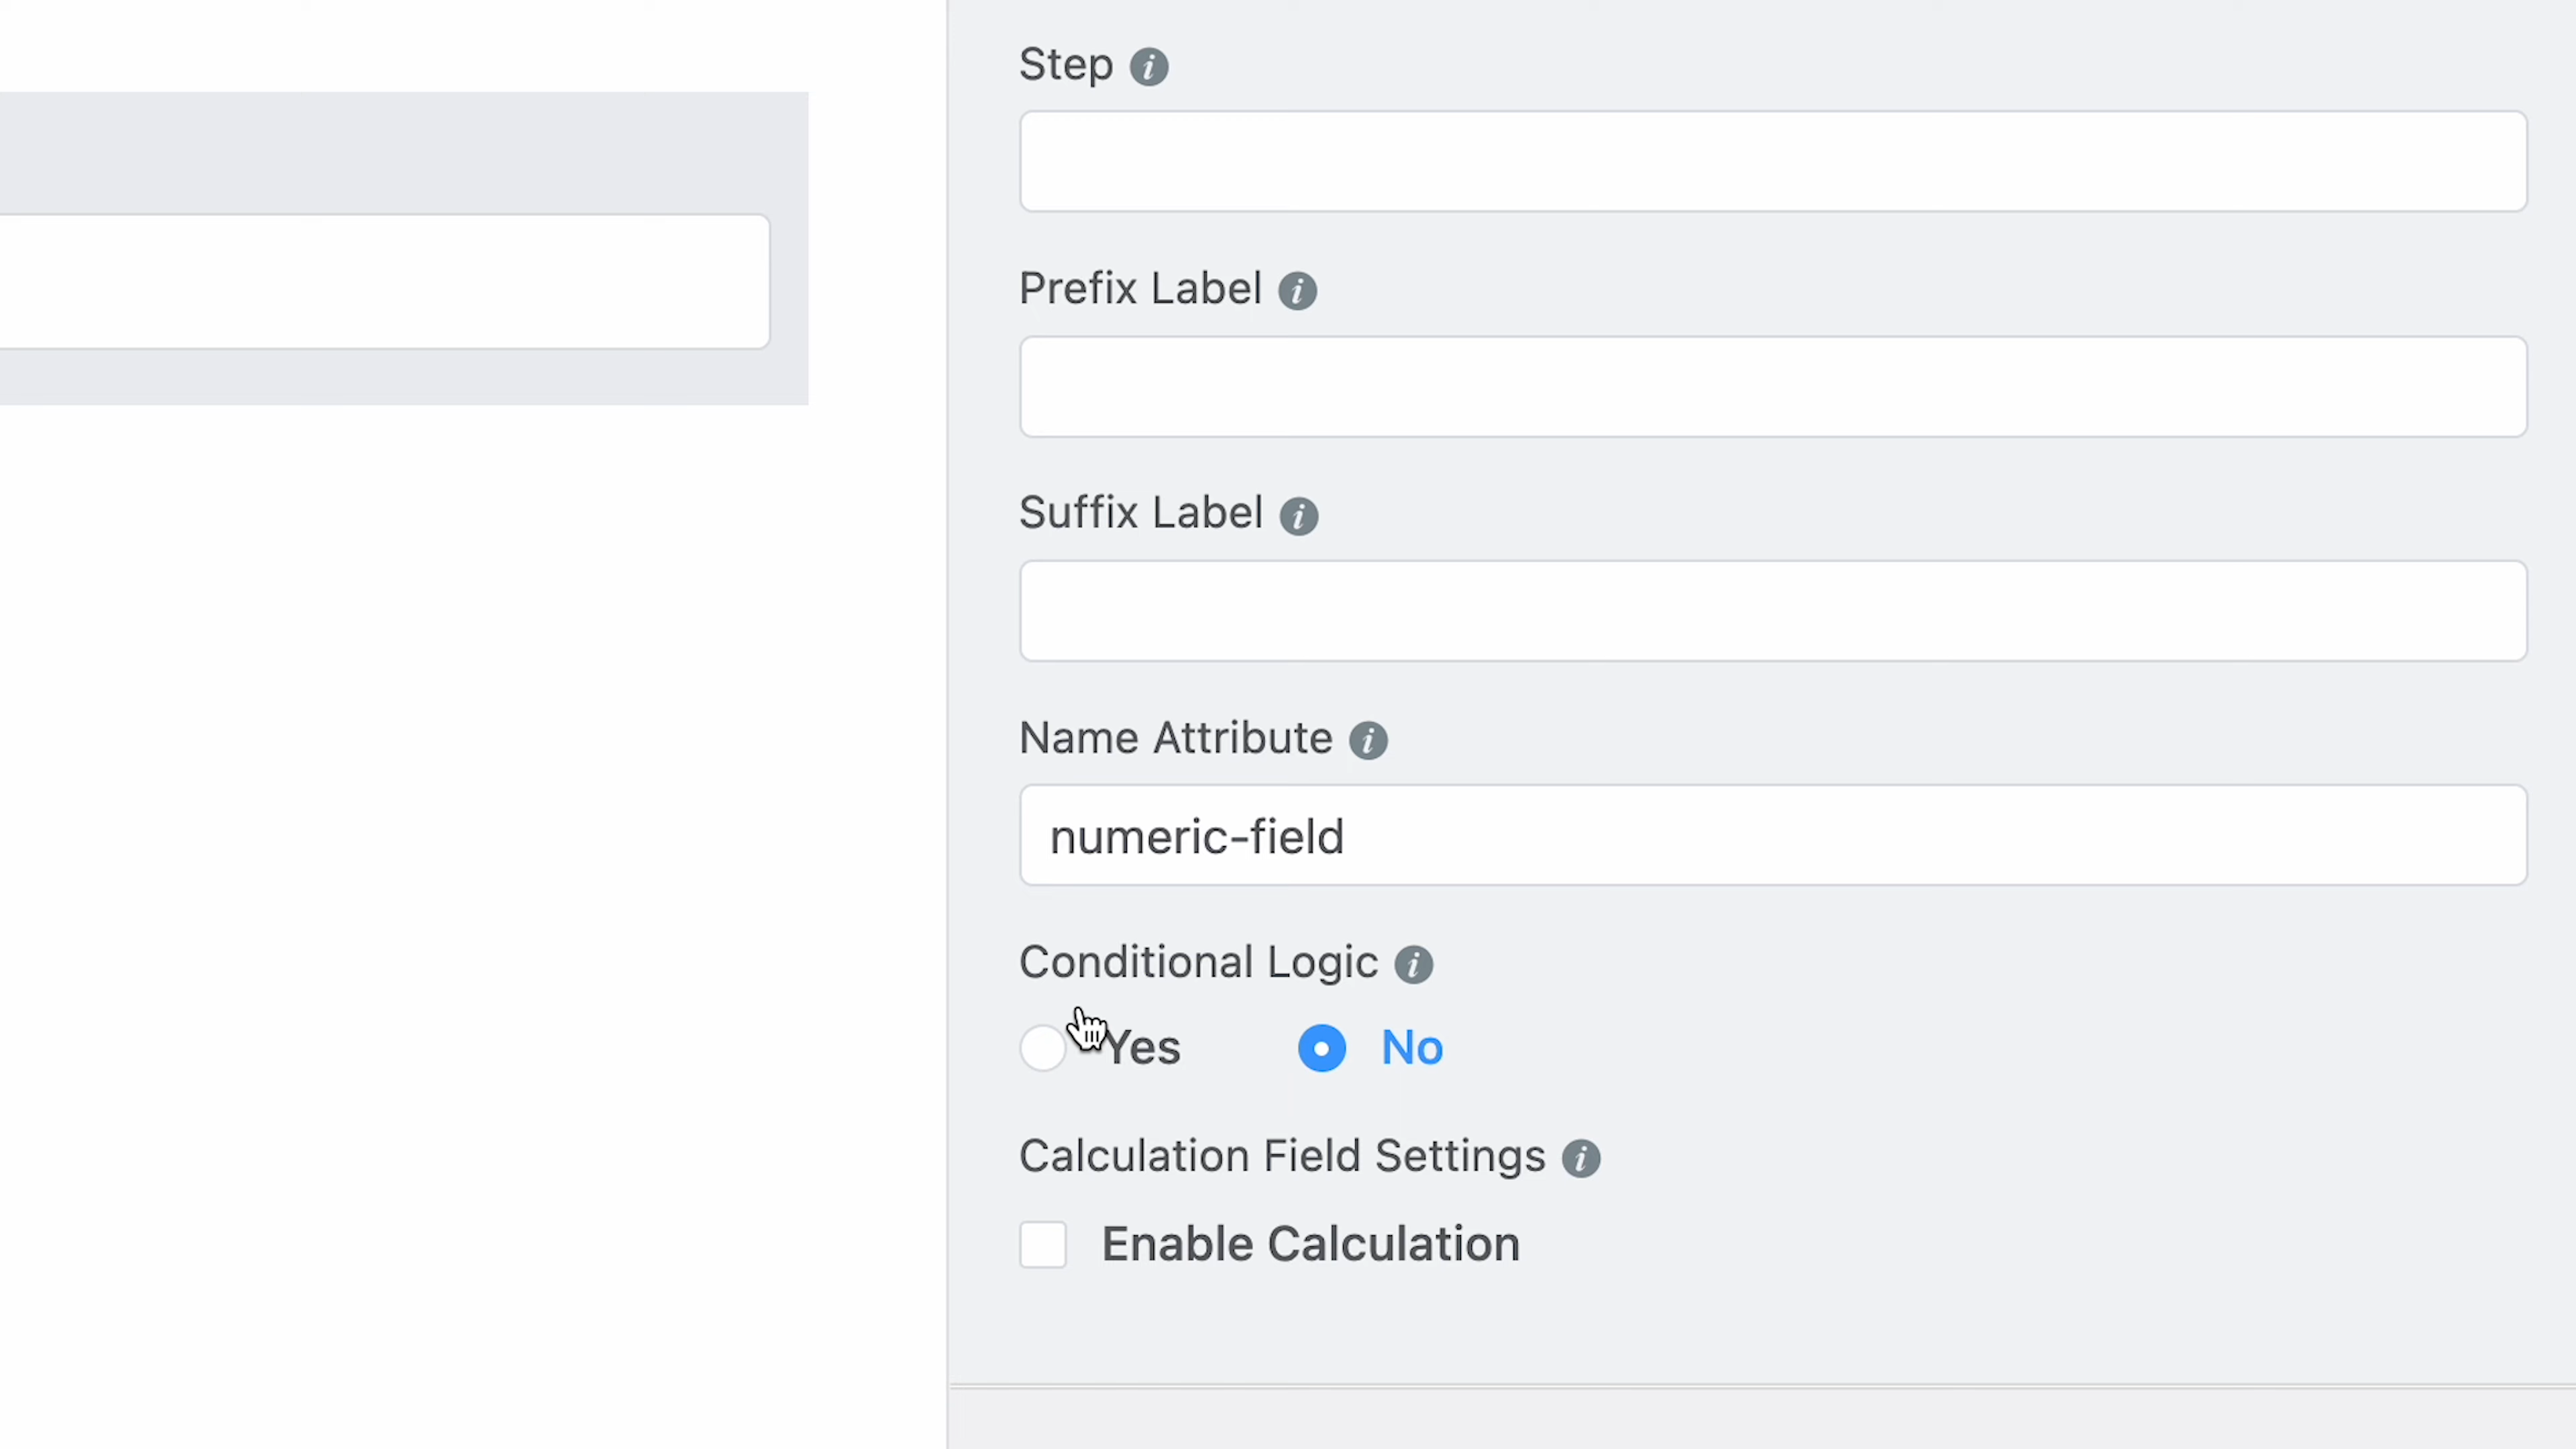 Step
Prefix Label
Suffix Label
Name Attribute
numeric-field
Conditional Logic
Yes No
Calculation Field Settings
Enable Calculation